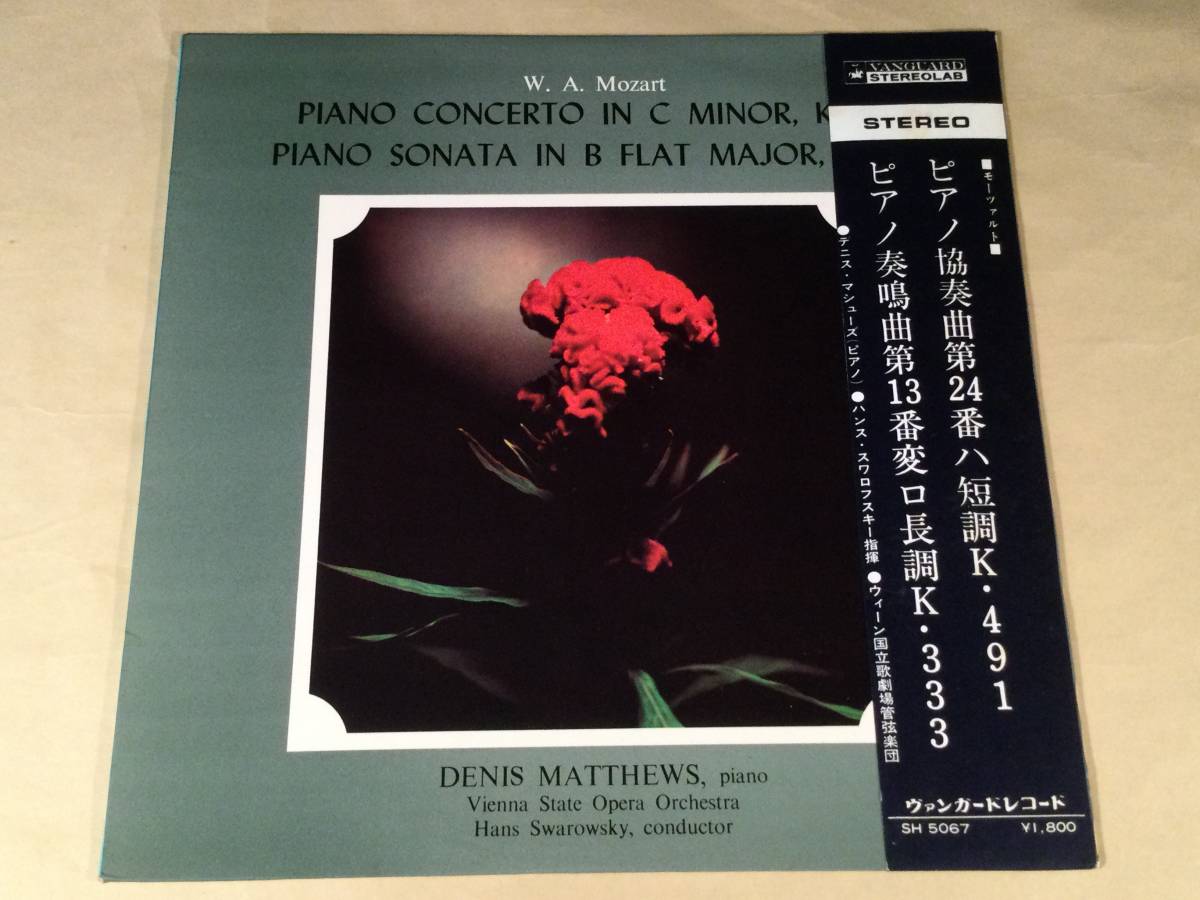 W. A. Mozart
PIANO CONCERTO IN C MINOR, K
PIANO SONATA IN B FLAT MAJOR,
DENIS MATTHEWS, piano
Vienna State Opera Orchestra
Hans Swarowsky, conductor
VANGUARD
STEREOLAB
STEREO
■モーツァルト■
ピアノ協奏曲第24番ハ短調K・491
ピアノ奏鳴曲第13番変ロ長調K・333
●デニス・マシューズ(ピアノ) ●ハンス・スワロフスキー指揮 ●ウィーン国立歌劇場管弦楽団
ヴァンガードレコード
SH 5067 ¥1,800